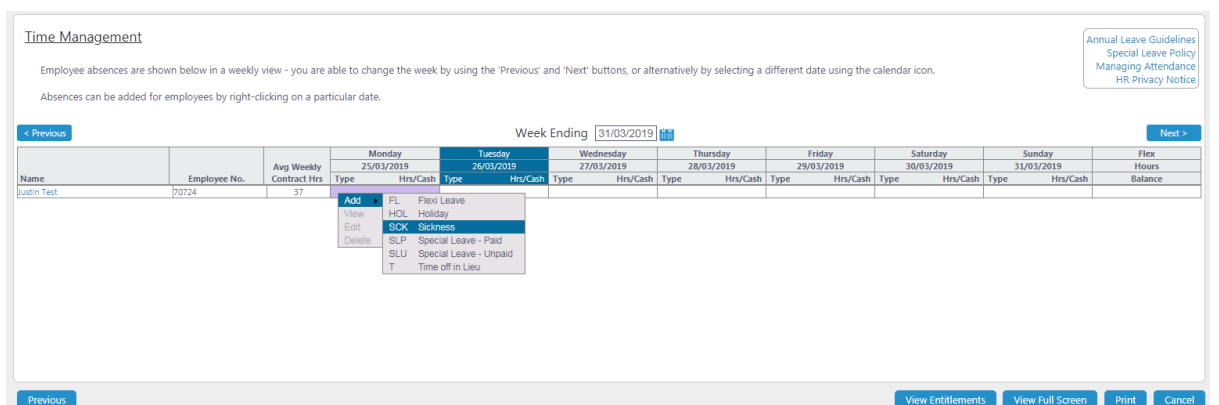 Time Management
Annual Leave Guidelines
Special Leave Policy
Managing Attendance
HR Privacy Notice
Employee absences are shown below in a weekly view - you are able to change the week by using the 'Previous' and 'Next' buttons, or alternatively by selecting a different date using the calendar icon.
Absences can be added for employees by right-clicking on a particular date.
< Previous Week Ending 31/03/2019 Next >
Monday Tuesday Wednesday Thursday Friday Saturday Sunday Flex
Avg Weekly 25/03/2019 26/03/2019 27/03/2019 28/03/2019 29/03/2019 30/03/2019 31/03/2019 Hours
Name Employee No. Contract Hrs Type Hrs/Cash Type Hrs/Cash Type Hrs/Cash Type Hrs/Cash Type Hrs/Cash Type Hrs/Cash Type Hrs/Cash Balance
Justin Test 70724 37
Add FL Flexi Leave
View HOL Holiday
Edit SCK Sickness
Delete SLP Special Leave - Paid
SLU Special Leave - Unpaid
T Time off in Lieu
Previous View Entitlements View Full Screen Print Cancel